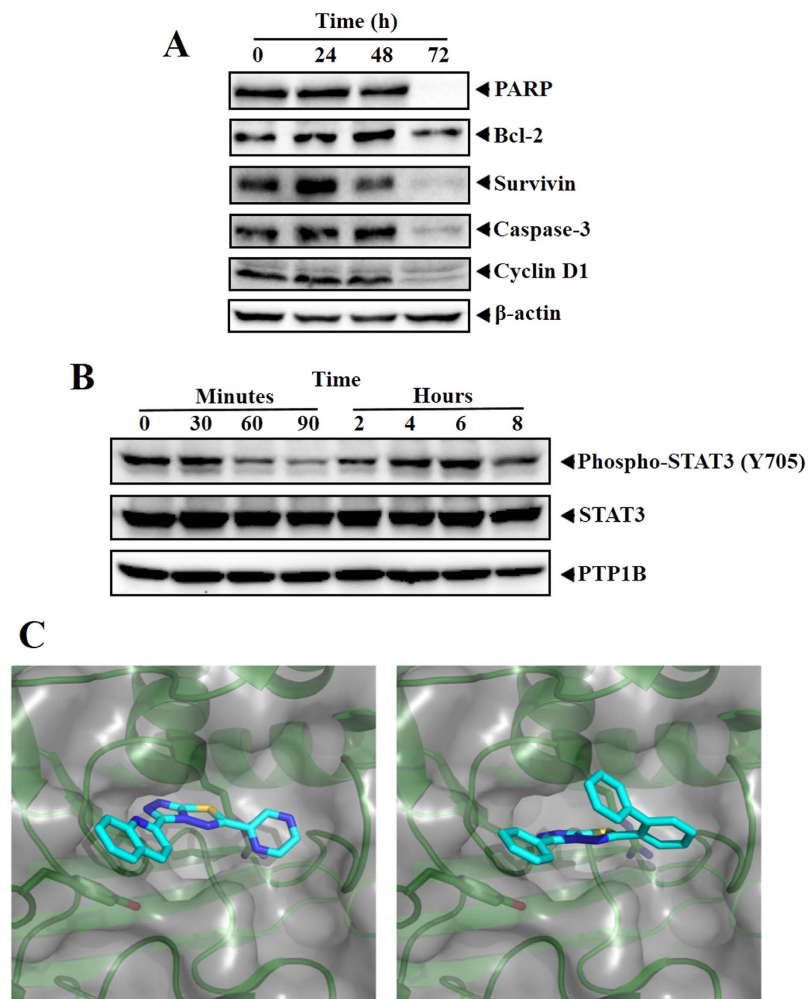 A
Time (h)
0 24 48 72
PARP
Bcl-2
Survivin
Caspase-3
Cyclin D1
β-actin
B
Time
Minutes Hours
0 30 60 90 2 4 6 8
Phospho-STAT3 (Y705)
STAT3
PTP1B
C